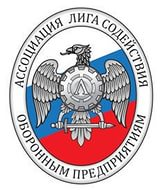 АССОЦИАЦИЯ ЛИГА СОДЕЙСТВИЯ
ОБОРОННЫМ ПРЕДПРИЯТИЯМ